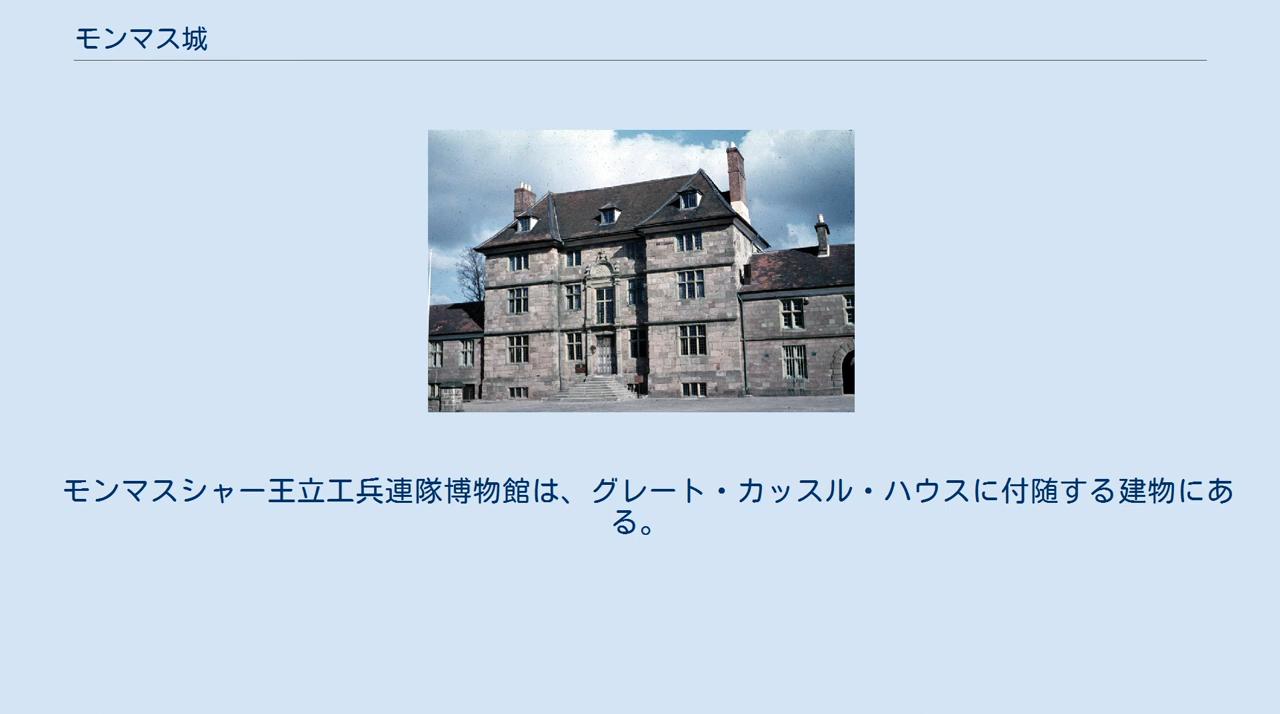 モンマス城
モンマスシャー王立工兵連隊博物館は、グレート・カッスル・ハウスに付随する建物にあ
る。